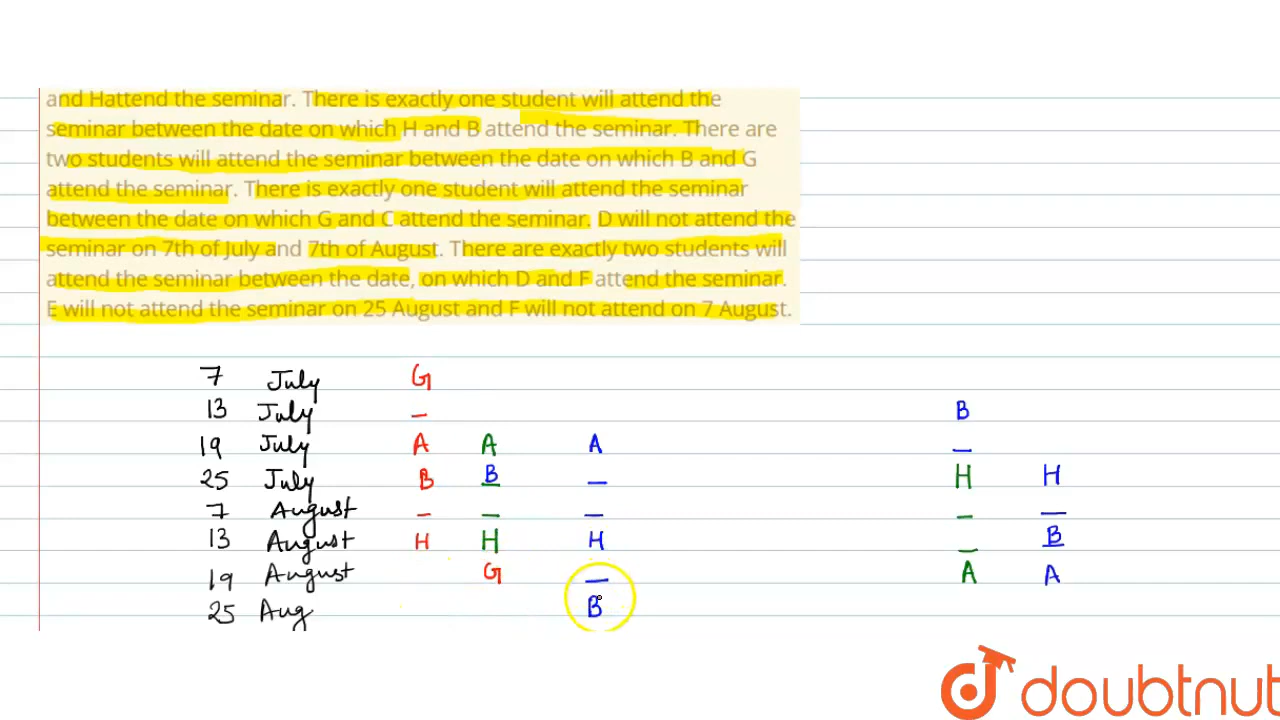 and Hattend the seminar. There is exactly one student will attend the
seminar between the date on which H and B attend the seminar. There are
two students will attend the seminar between the date on which B and G
attend the seminar. There is exactly one student will attend the seminar
between the date on which G and C attend the seminar. D will not attend the
seminar on 7th of July and 7th of August. There are exactly two students will
attend the seminar between the date, on which D and F attend the seminar.
E will not attend the seminar on 25 August and F will not attend on 7 August.
7 July G
13 July — B
19 July A A A —
25 July B B — H H
7 August — — — — —
13 August H H H — B
19 August G — A A
25 Aug B
doubtnut